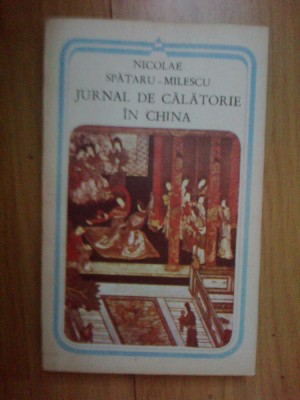 NICOLAE
SPĂTARU-MILESCU
JURNAL DE CĂLĂTORIE
ÎN CHINA